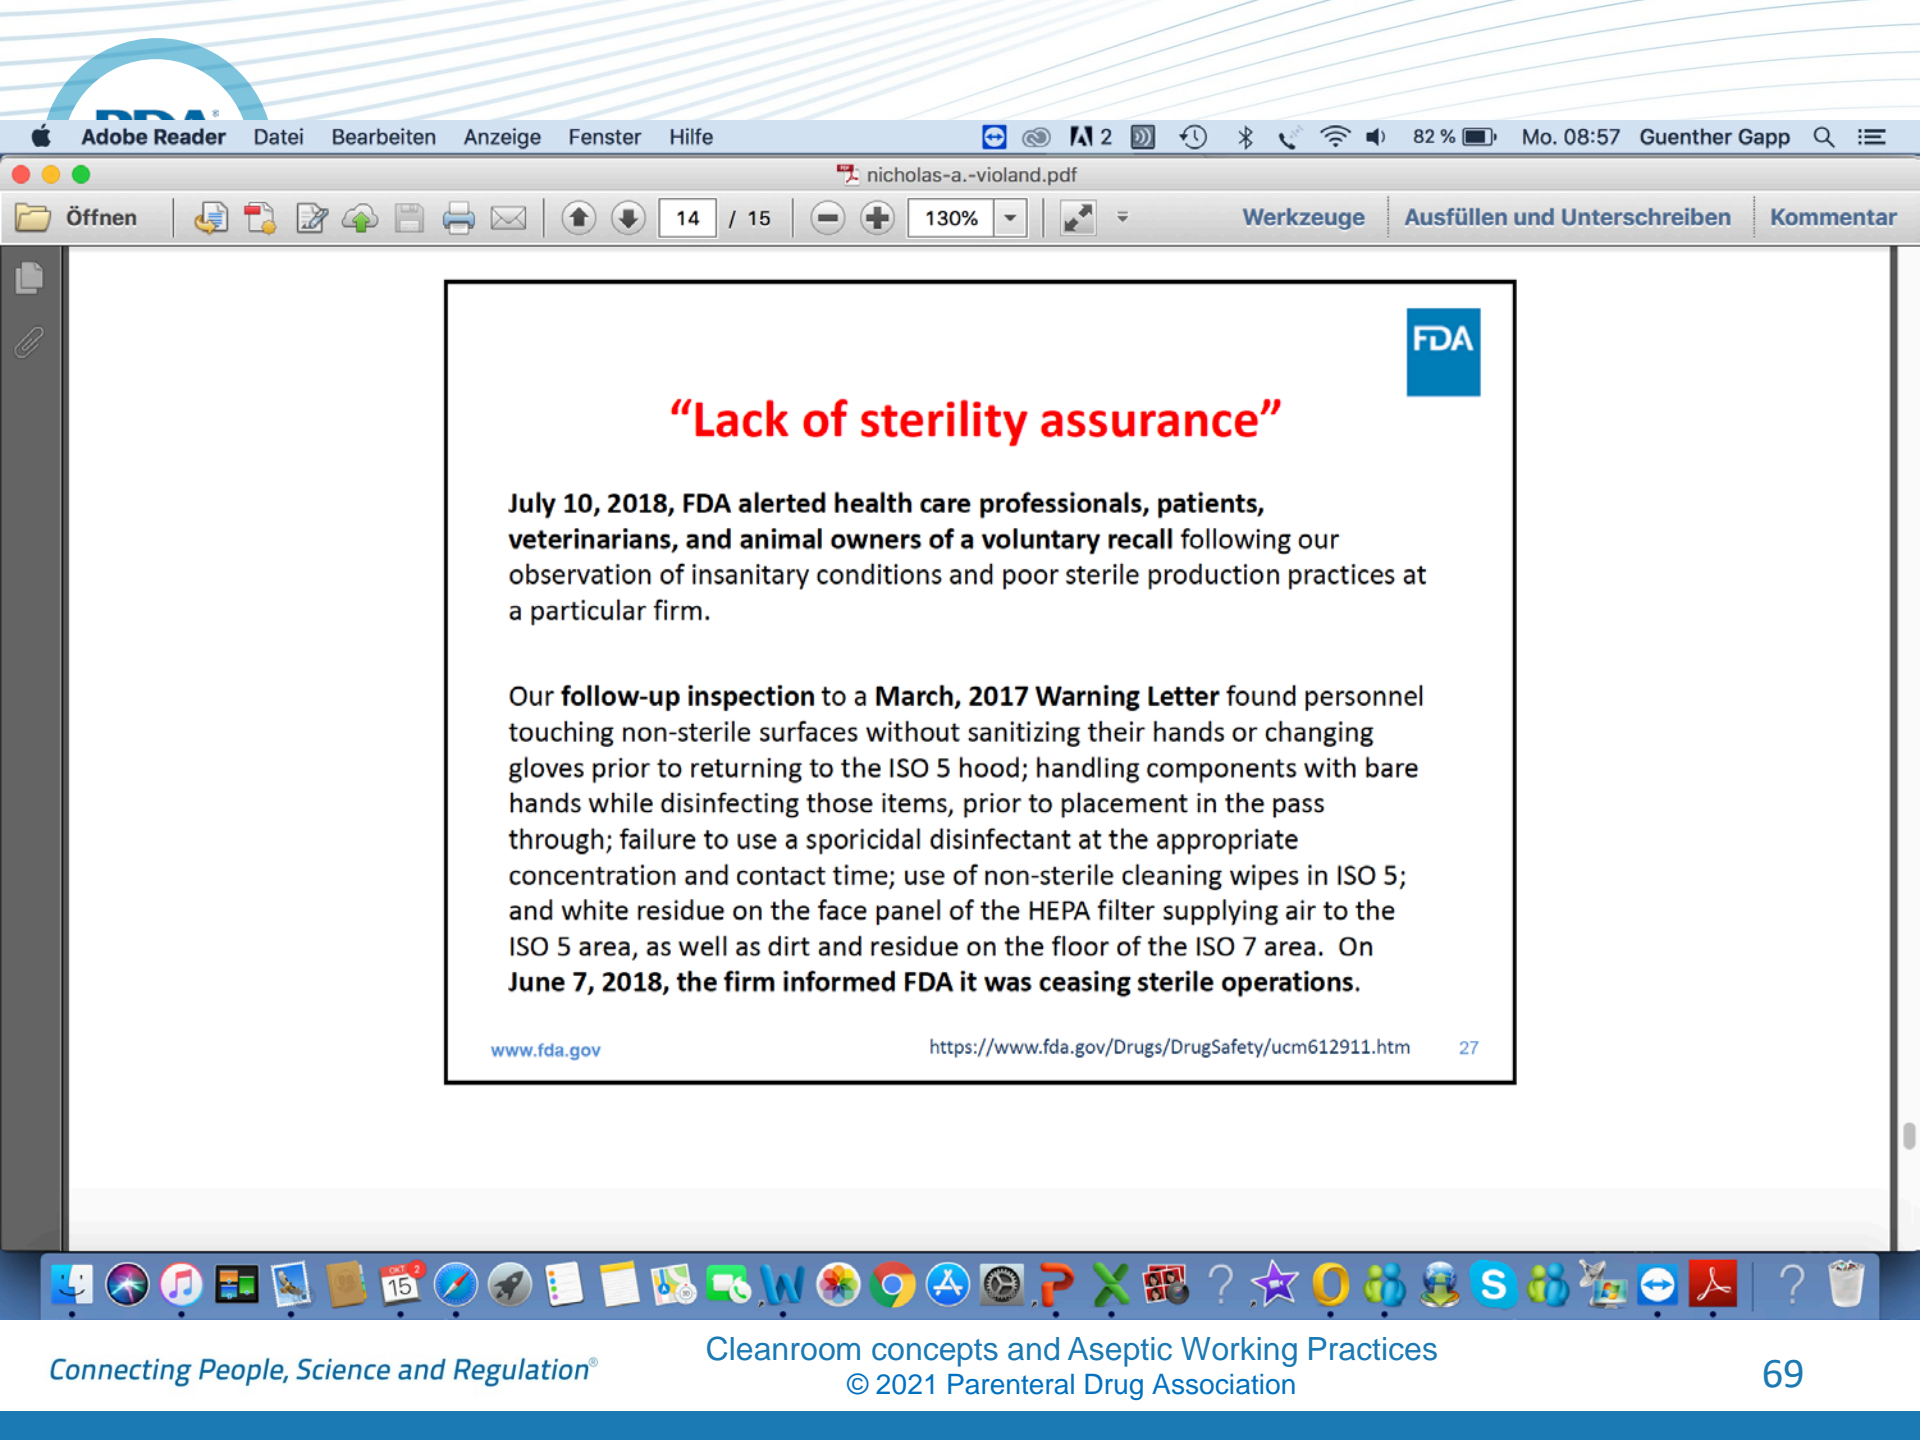 PDA®
Adobe Reader Datei Bearbeiten Anzeige Fenster Hilfe 2 82 % Mo. 08:57 Guenther Gapp
nicholas-a.-violand.pdf
Öffnen 14 / 15 130% Werkzeuge Ausfüllen und Unterschreiben Kommentar
FDA
“Lack of sterility assurance”
July 10, 2018, FDA alerted health care professionals, patients,
veterinarians, and animal owners of a voluntary recall following our
observation of insanitary conditions and poor sterile production practices at
a particular firm.
Our follow-up inspection to a March, 2017 Warning Letter found personnel
touching non-sterile surfaces without sanitizing their hands or changing
gloves prior to returning to the ISO 5 hood; handling components with bare
hands while disinfecting those items, prior to placement in the pass
through; failure to use a sporicidal disinfectant at the appropriate
concentration and contact time; use of non-sterile cleaning wipes in ISO 5;
and white residue on the face panel of the HEPA filter supplying air to the
ISO 5 area, as well as dirt and residue on the floor of the ISO 7 area.  On
June 7, 2018, the firm informed FDA it was ceasing sterile operations.
www.fda.gov https://www.fda.gov/Drugs/DrugSafety/ucm612911.htm 27
OKT 2
15
Connecting People, Science and Regulation®
Cleanroom concepts and Aseptic Working Practices
© 2021 Parenteral Drug Association
69